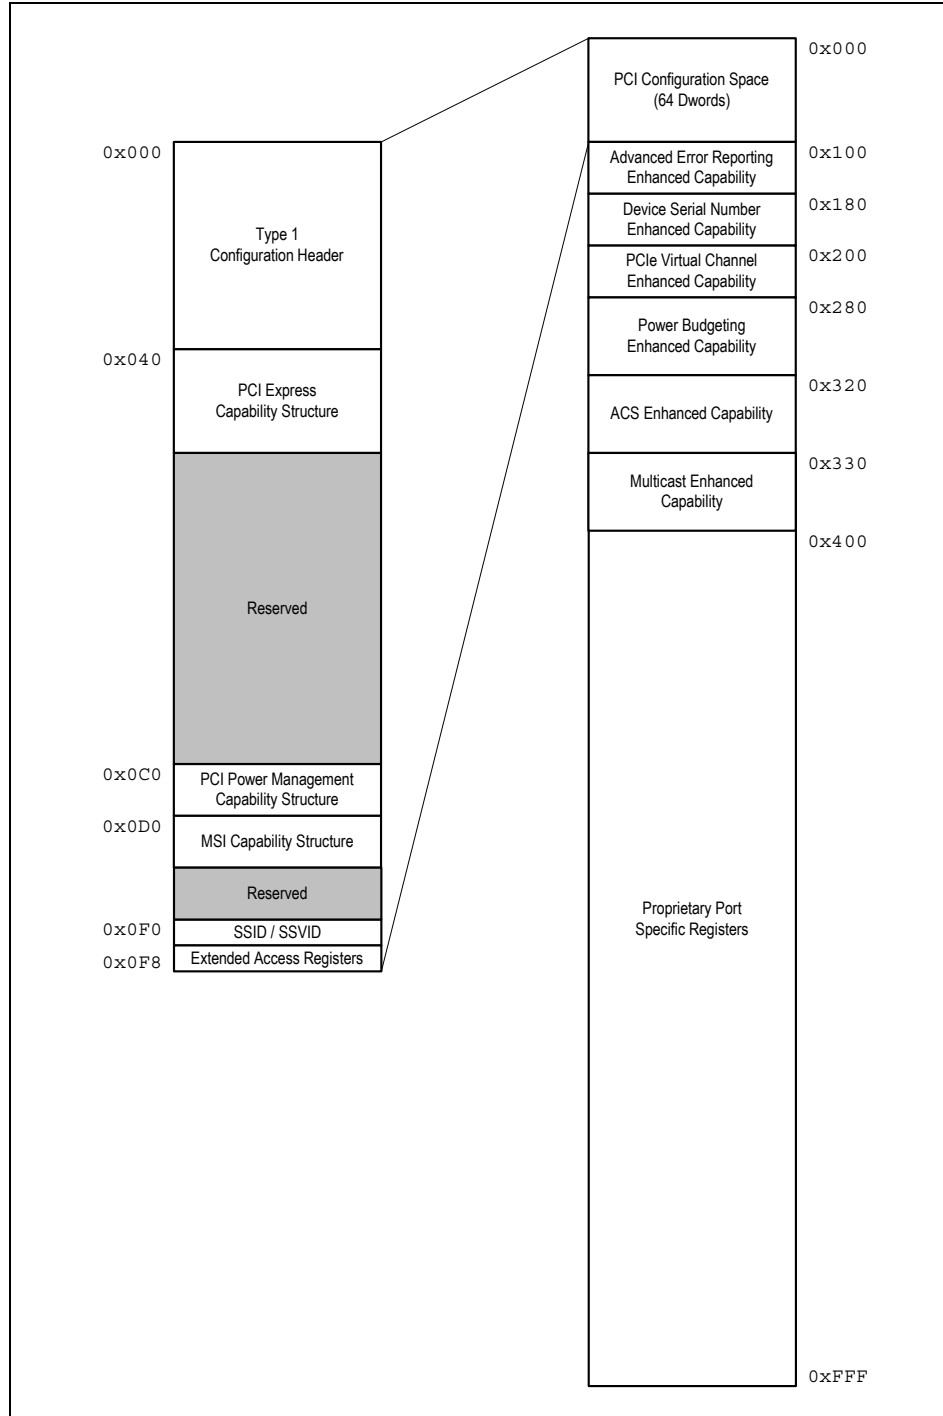 0x000
Type 1
Configuration Header
0x040
PCI Express
Capability Structure
Reserved
0x0C0
PCI Power Management
Capability Structure
0x0D0
MSI Capability Structure
Reserved
0x0F0
SSID / SSVID
0x0F8
Extended Access Registers
0x000
PCI Configuration Space
(64 Dwords)
0x100
Advanced Error Reporting
Enhanced Capability
0x180
Device Serial Number
Enhanced Capability
0x200
PCIe Virtual Channel
Enhanced Capability
0x280
Power Budgeting
Enhanced Capability
0x320
ACS Enhanced Capability
0x330
Multicast Enhanced
Capability
0x400
Proprietary Port
Specific Registers
0xFFF